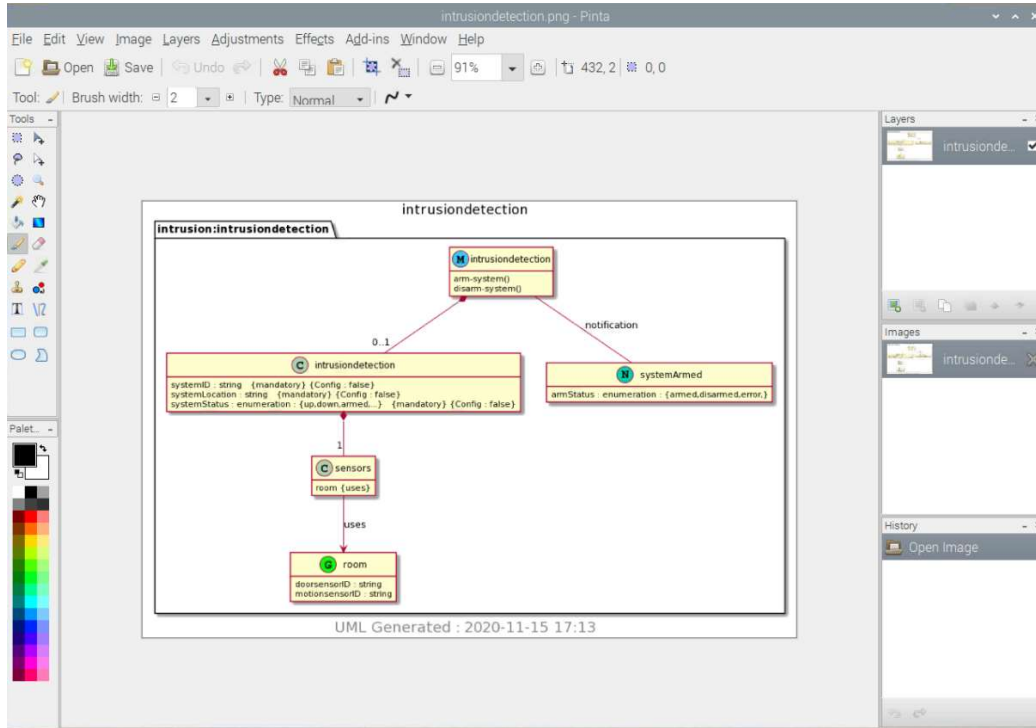 intrusiondetection.png - Pinta
File Edit View Image Layers Adjustments Effects Add-ins Window Help
Open Save Undo 91% 432, 2 0, 0
Tool: Brush width: 2 Type: Normal
Tools
Layers
intrusionde...
intrusiondetection
intrusion:intrusiondetection
M intrusiondetection
arm-system()
disarm-system()
notification
0..1
Images
intrusionde...
C intrusiondetection
systemID : string {mandatory} {Config : false}
systemLocation : string {mandatory} {Config : false}
systemStatus : enumeration : {up,down,armed,...} {mandatory} {Config : false}
N systemArmed
armStatus : enumeration : {armed,disarmed,error,}
Palet...
1
C sensors
room {uses}
uses
History
Open Image
G room
doorsensorID : string
motionsensorID : string
UML Generated : 2020-11-15 17:13